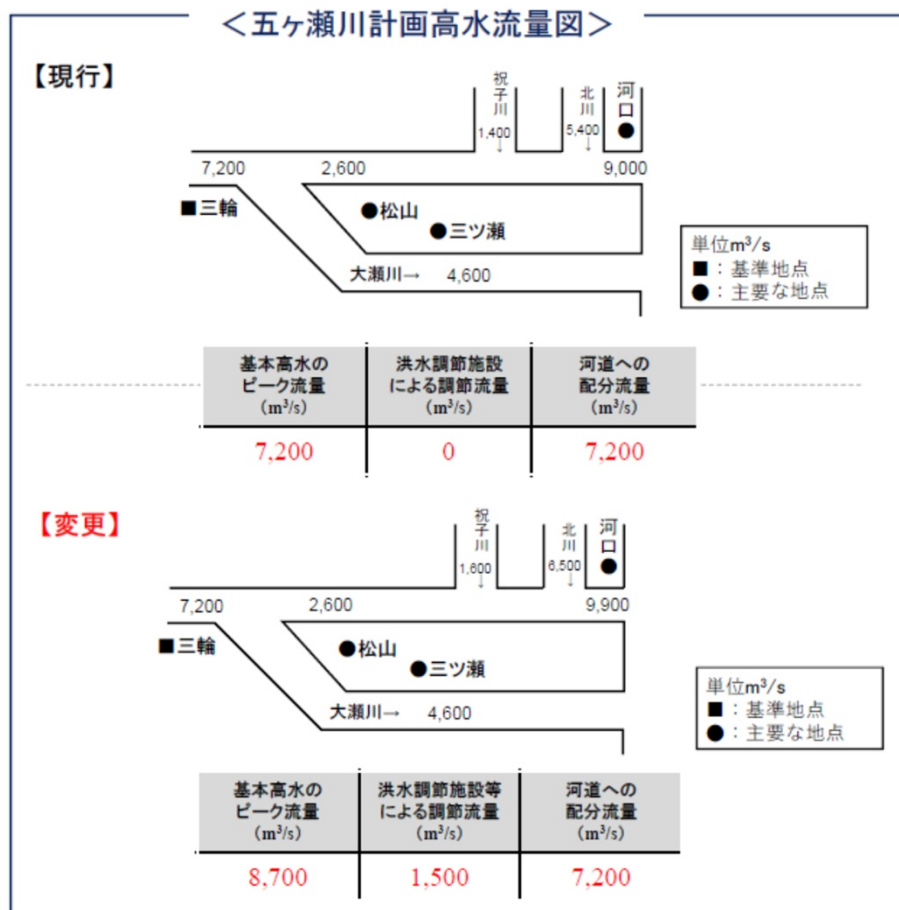 ＜五ヶ瀬川計画高水流量図＞
【現行】
祝子川
1,400
↓
北川
5,400
↓
河口
●
7,200
2,600
9,000
■三輪
●松山
●三ツ瀬
大瀬川→ 4,600
単位m³/s
■：基準地点
●：主要な地点
基本高水の
ピーク流量
（m³/s）
洪水調節施設
による調節流量
（m³/s）
河道への
配分流量
（m³/s）
7,200
0
7,200
【変更】
祝子川
1,600
↓
北川
6,500
↓
河口
●
7,200
2,600
9,900
■三輪
●松山
●三ツ瀬
大瀬川→ 4,600
単位m³/s
■：基準地点
●：主要な地点
基本高水の
ピーク流量
（m³/s）
洪水調節施設等
による調節流量
（m³/s）
河道への
配分流量
（m³/s）
8,700
1,500
7,200